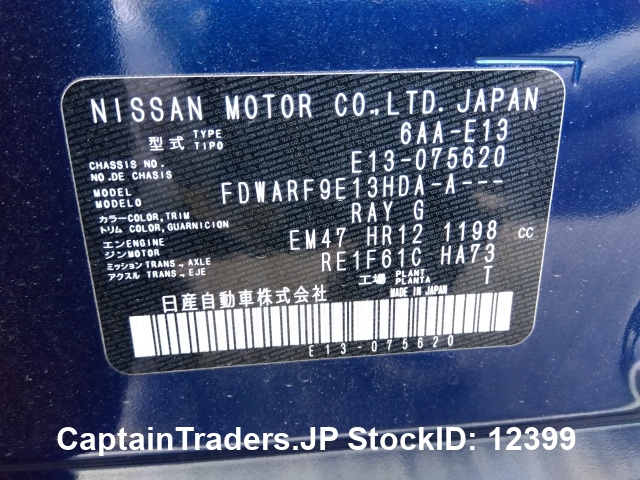 NISSAN MOTOR CO.,LTD. JAPAN
型式 TYPE TIPO 6AA-E13
CHASSIS NO. E13-075620
NO.DE CHASIS
MODEL FDWARF9E13HDA-A---
MODELO
カラー COLOR, TRIM RAY G
トリム COLOR, GUARNICION
エンジン ENGINE EM47 HR12 1198 CC
MOTOR
ミッション TRANS., AXLE RE1F61C HA73
アクスル TRANS., EJE
工場 PLANT PLANTA T
日産自動車株式会社 MADE IN JAPAN
E13-075620
CaptainTraders.JP StockID: 12399